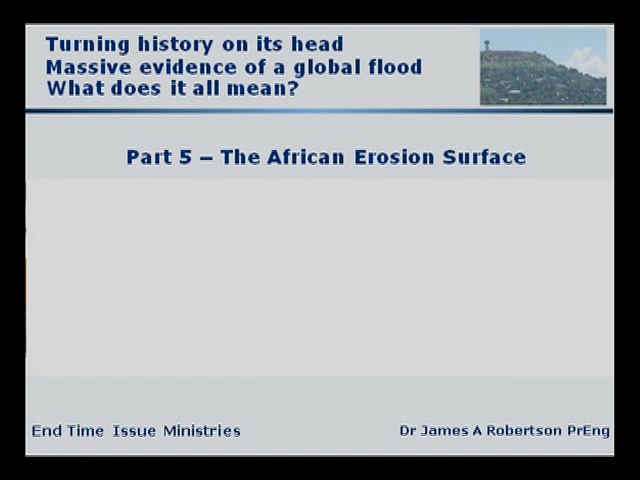 Turning history on its head
Massive evidence of a global flood
What does it all mean?
Part 5 – The African Erosion Surface
End Time Issue Ministries
Dr James A Robertson PrEng